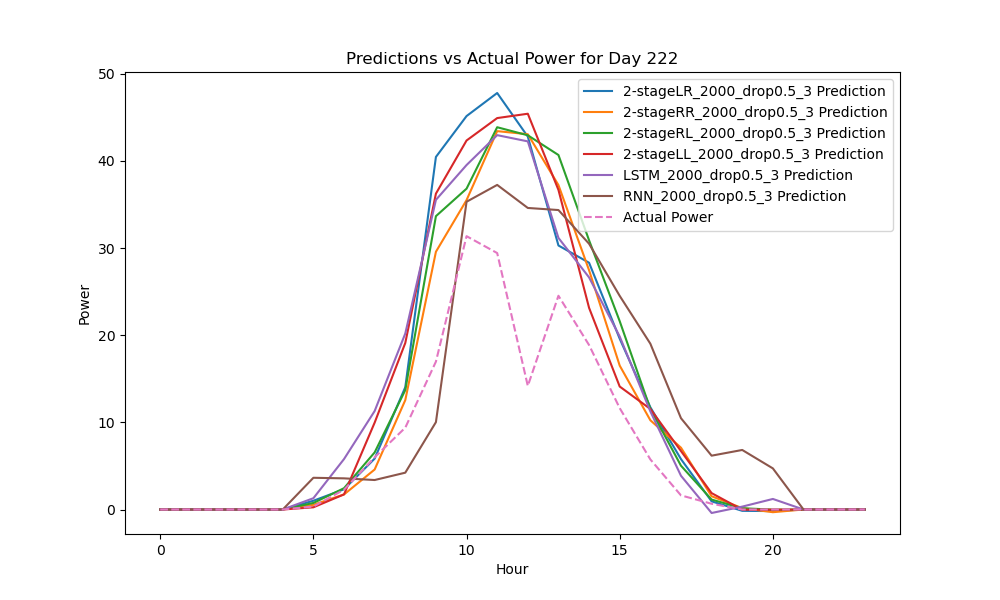 Predictions vs Actual Power for Day 222
2-stageLR_2000_drop0.5_3 Prediction
2-stageRR_2000_drop0.5_3 Prediction
2-stageRL_2000_drop0.5_3 Prediction
2-stageLL_2000_drop0.5_3 Prediction
LSTM_2000_drop0.5_3 Prediction
RNN_2000_drop0.5_3 Prediction
Actual Power
Power
50
40
30
20
10
0
0 5 10 15 20
Hour